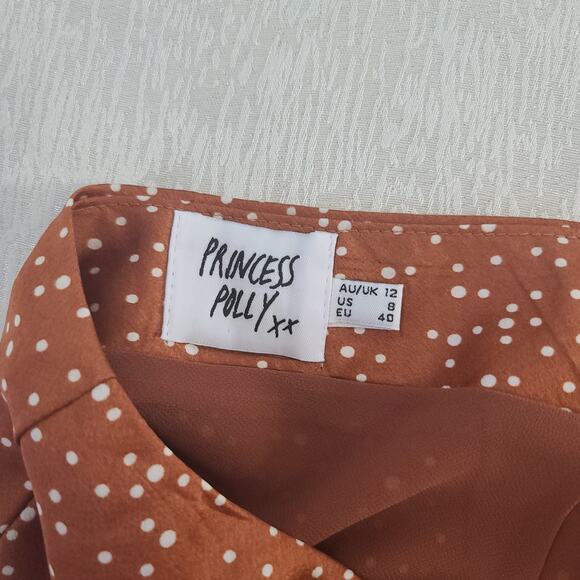 PRINCESS
POLLY xx
AU/UK 12
US 8
EU 40